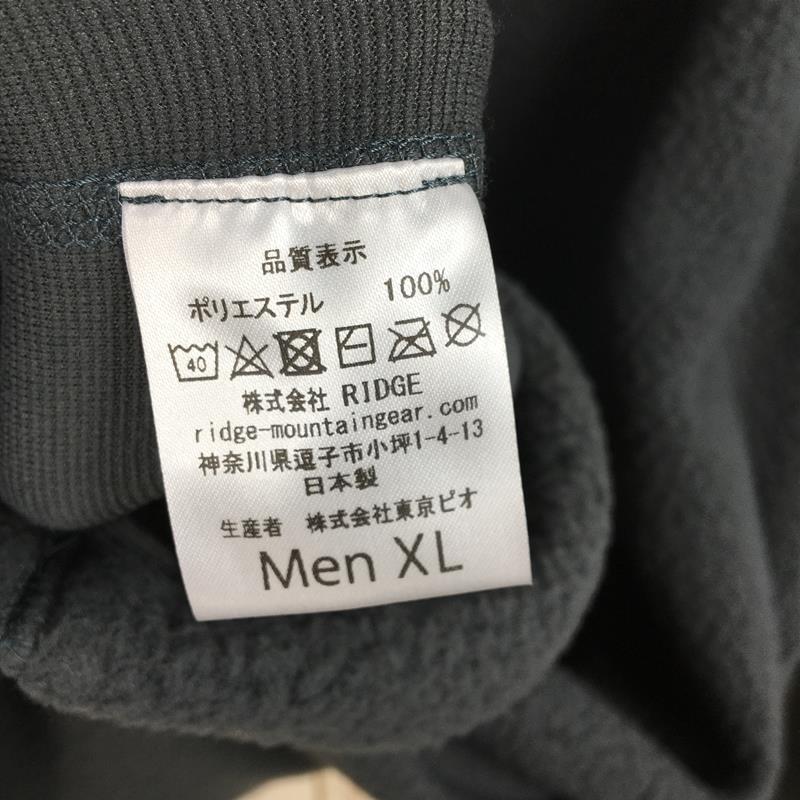 品質表示
ポリエステル 100%
40
株式会社 RIDGE
ridge-mountaingear.com
神奈川県逗子市小坪1-4-13
日本製
生産者 株式会社東京ピオ
Men XL